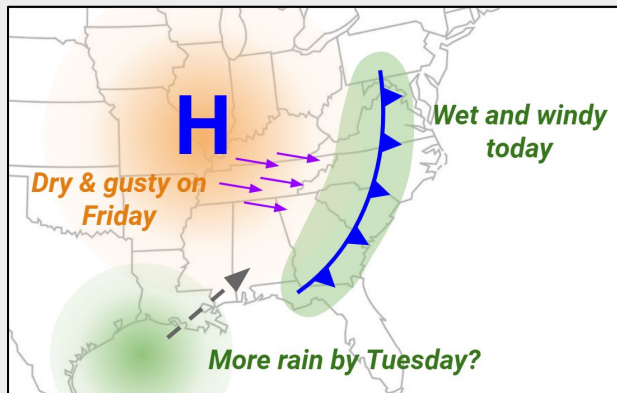 H
Wet and windy
today
Dry & gusty on
Friday
More rain by Tuesday?